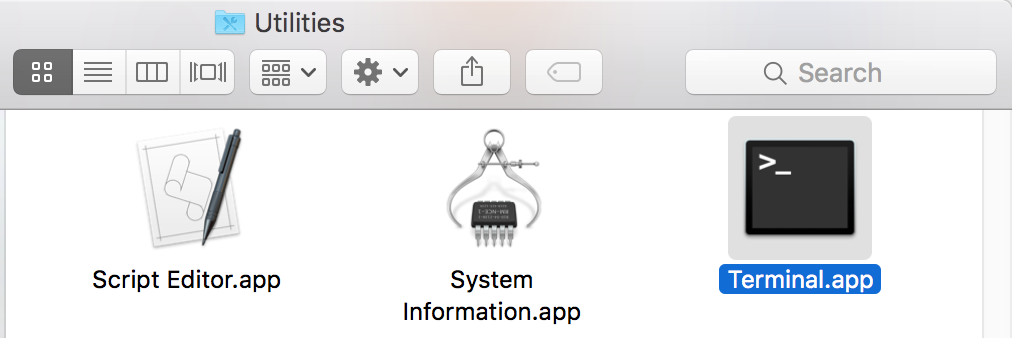 Utilities
Search
>_
Script Editor.app
System
Information.app
Terminal.app